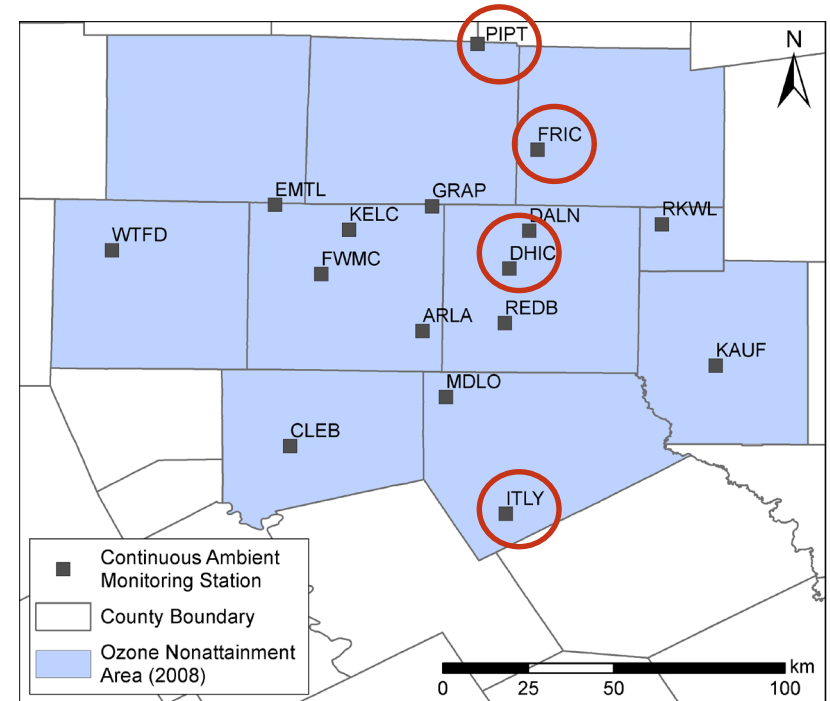 PIPT
N
FRIC
EMTL
GRAP
KELC
DALN
RKWL
WTFD
DHIC
FWMC
REDB
ARLA
KAUF
MDLO
CLEB
ITLY
Continuous Ambient
Monitoring Station
County Boundary
Ozone Nonattainment
Area (2008)
km
0 25 50 100